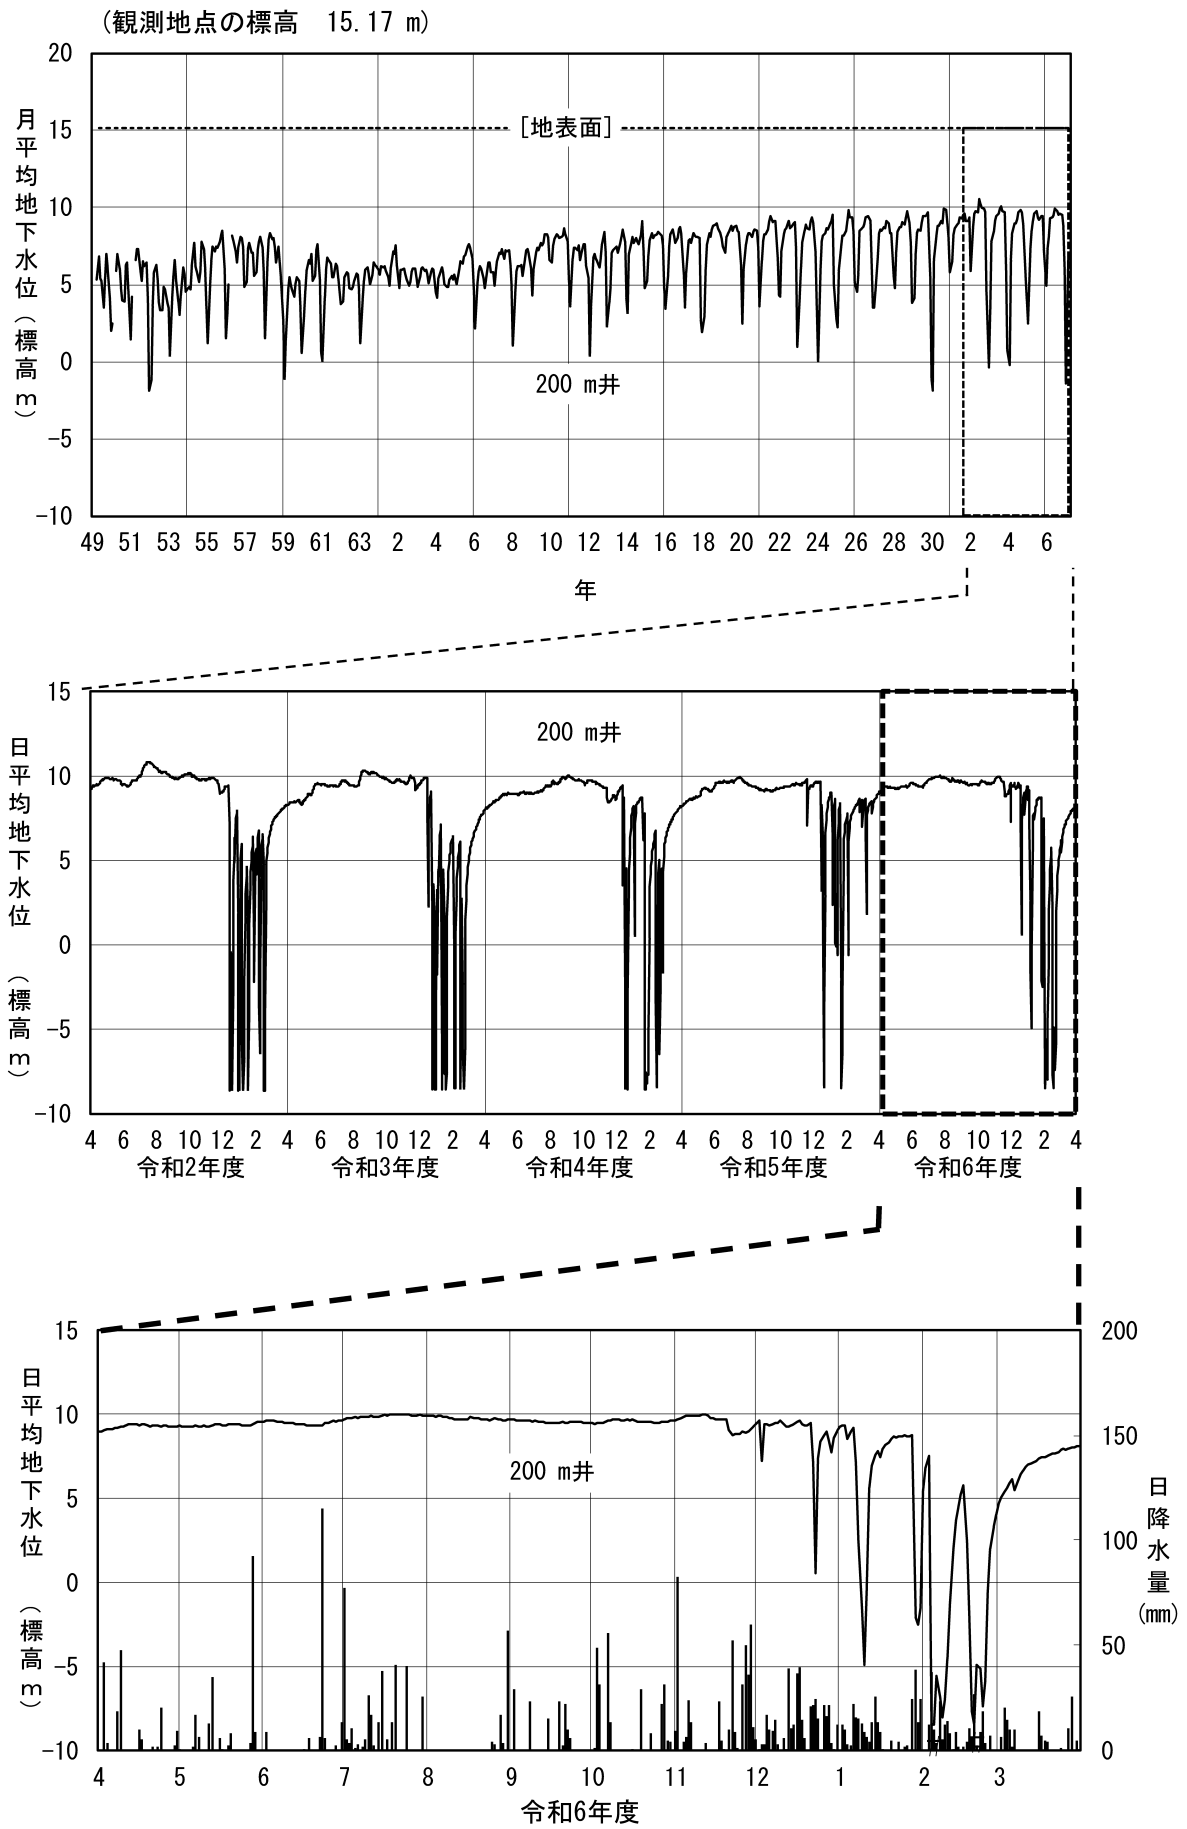 (観測地点の標高　15.17 m)
20
15
10
5
0
-5
-10
月平均地下水位(標高m)
[地表面]
200 m井
49 51 53 55 57 59 61 63 2 4 6 8 10 12 14 16 18 20 22 24 26 28 30 2 4 6
年
15
10
5
0
-5
-10
日平均地下水位 (標高m)
200 m井
4 6 8 10 12 2 4 6 8 10 12 2 4 6 8 10 12 2 4 6 8 10 12 2 4 6 8 10 12 2 4
令和2年度 令和3年度 令和4年度 令和5年度 令和6年度
15
10
5
0
-5
-10
日平均地下水位 (標高m)
200 m井
200
150
100
50
0
日降水量(mm)
4 5 6 7 8 9 10 11 12 1 2 3
令和6年度